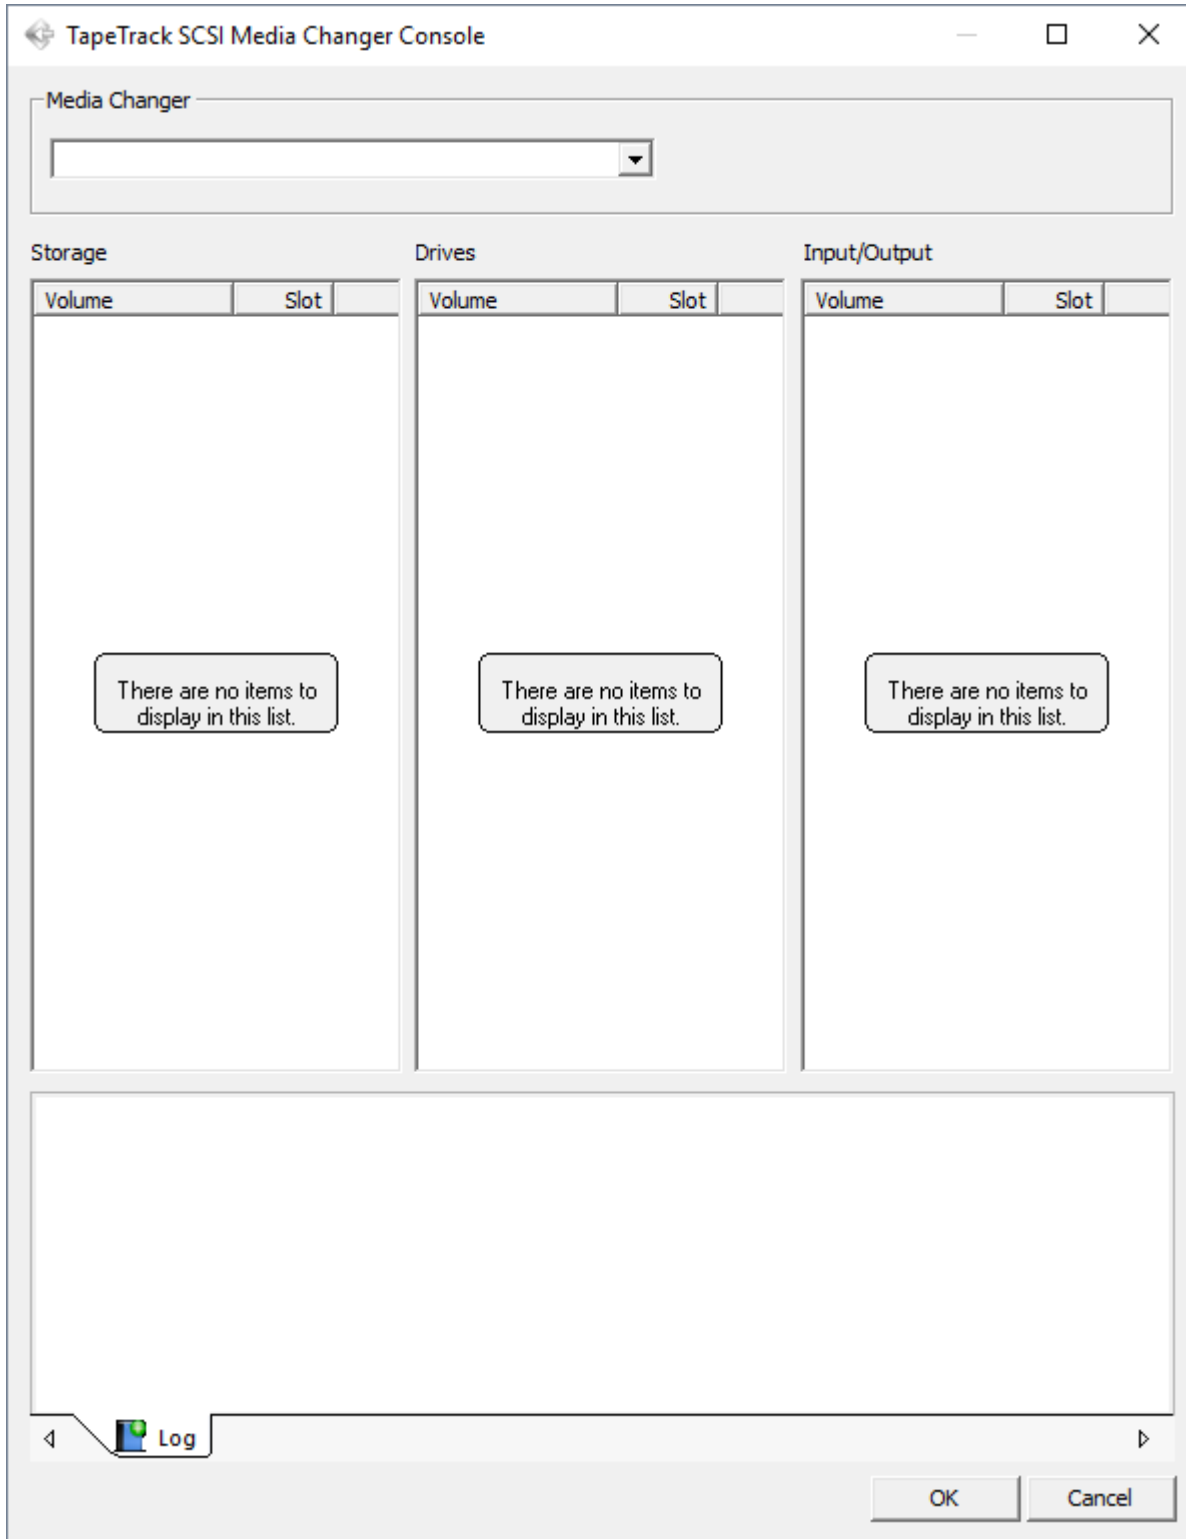 TapeTrack SCSI Media Changer Console
Media Changer
Storage Drives Input/Output
Volume Slot Volume Slot Volume Slot
There are no items to
display in this list.
There are no items to
display in this list.
There are no items to
display in this list.
Log
OK Cancel